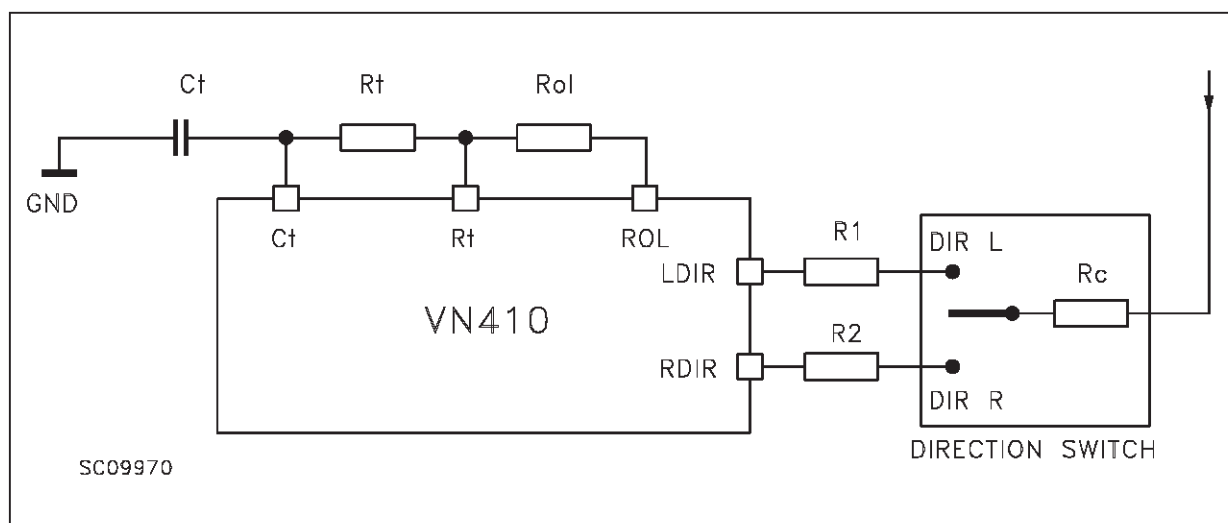 Ct
Rt
Rol
GND
Ct
Rt
ROL
LDIR
RDIR
VN410
R1
R2
DIR L
Rc
DIR R
DIRECTION SWITCH
SC09970